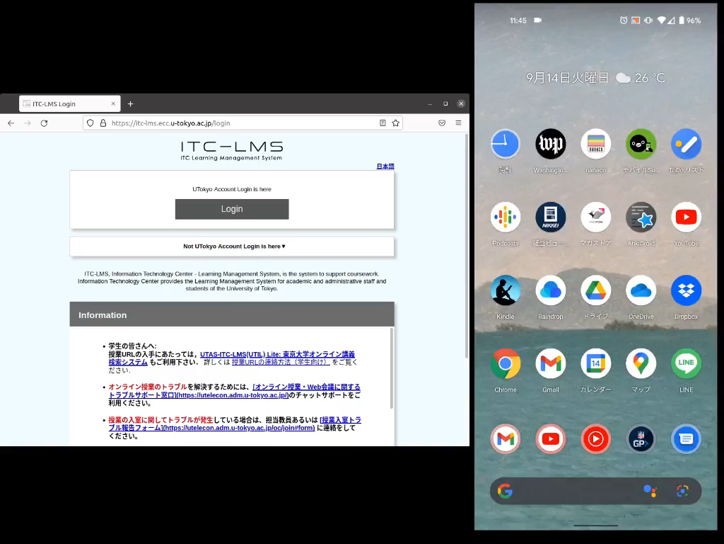 ITC-LMS Login
https://itc-lms.ecc.u-tokyo.ac.jp/login
ITC-LMS
ITC Learning Management System
日本語
UTokyo Account Login is here
Login
Not UTokyo Account Login is here▼
ITC-LMS, Information Technology Center - Learning Management System, is the system to support coursework.
Information Technology Center provides the Learning Management System for academic and administrative staff and
students of the University of Tokyo.
Information
• 学生の皆さんへ:
授業URLの入手にあたっては、UTAS-ITC-LMS(UTIL) Lite: 東京大学オンライン講義
検索システム もご利用下さい． 詳しくは 授業URLの連絡方法（学生向け） をご覧く
ださい．
• オンライン授業のトラブルを解決するためには、[オンライン授業・Web会議に関する
トラブルサポート窓口](https://utelecon.adm.u-tokyo.ac.jp/)のチャットサポートをご
利用ください。
• 授業の入室に関してトラブルが発生している場合は、担当教員あるいは [授業入室トラ
ブル報告フォーム](https://utelecon.adm.u-tokyo.ac.jp/oc/join#form) に連絡をして
ください。
11:45
96%
9月14日火曜日 26°C
Podcasts
マガストア
YouTube
NIKKEI
Kindle
Raindrop
ドライブ
OneDrive
Dropbox
Chrome
Gmail
カレンダー
マップ
LINE
GP